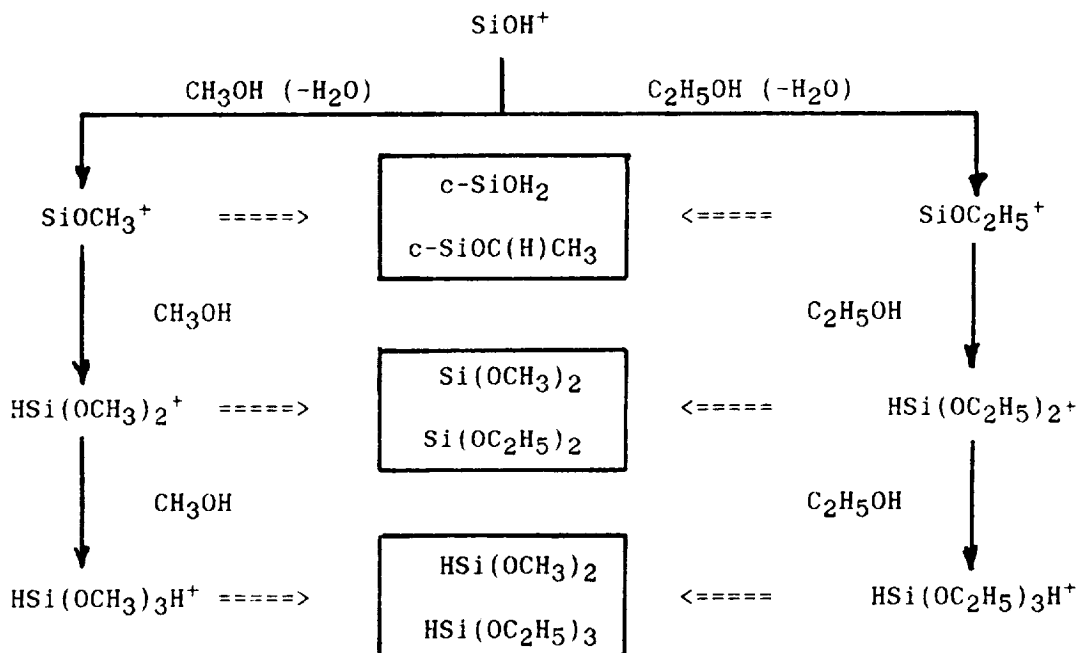 SiOH⁺
CH₃OH (-H₂O) C₂H₅OH (-H₂O)
c-SiOH₂
SiOCH₃⁺ =====> <===== SiOC₂H₅⁺
c-SiOC(H)CH₃
CH₃OH C₂H₅OH
Si(OCH₃)₂
HSi(OCH₃)₂⁺ =====> <===== HSi(OC₂H₅)₂+
Si(OC₂H₅)₂
CH₃OH C₂H₅OH
HSi(OCH₃)₂
HSi(OCH₃)₃H⁺ =====> <===== HSi(OC₂H₅)₃H⁺
HSi(OC₂H₅)₃